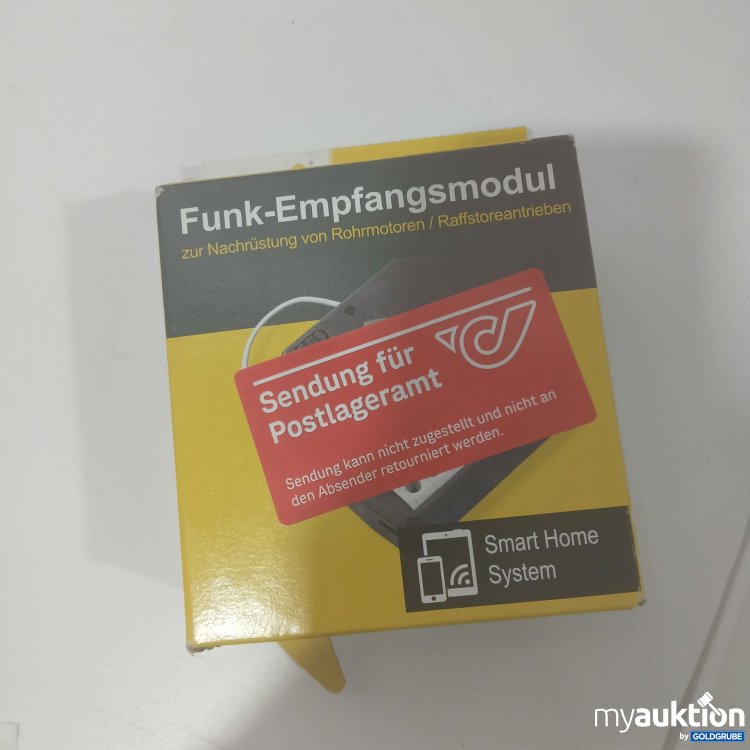 Funk-Empfangsmodul
zur Nachrüstung von Rohrmotoren / Raffstoreantrieben
Sendung für
Postlageramt
Sendung kann nicht zugestellt und nicht an
den Absender retourniert werden.
Smart Home
System
myauktion
by GOLDGRUBE